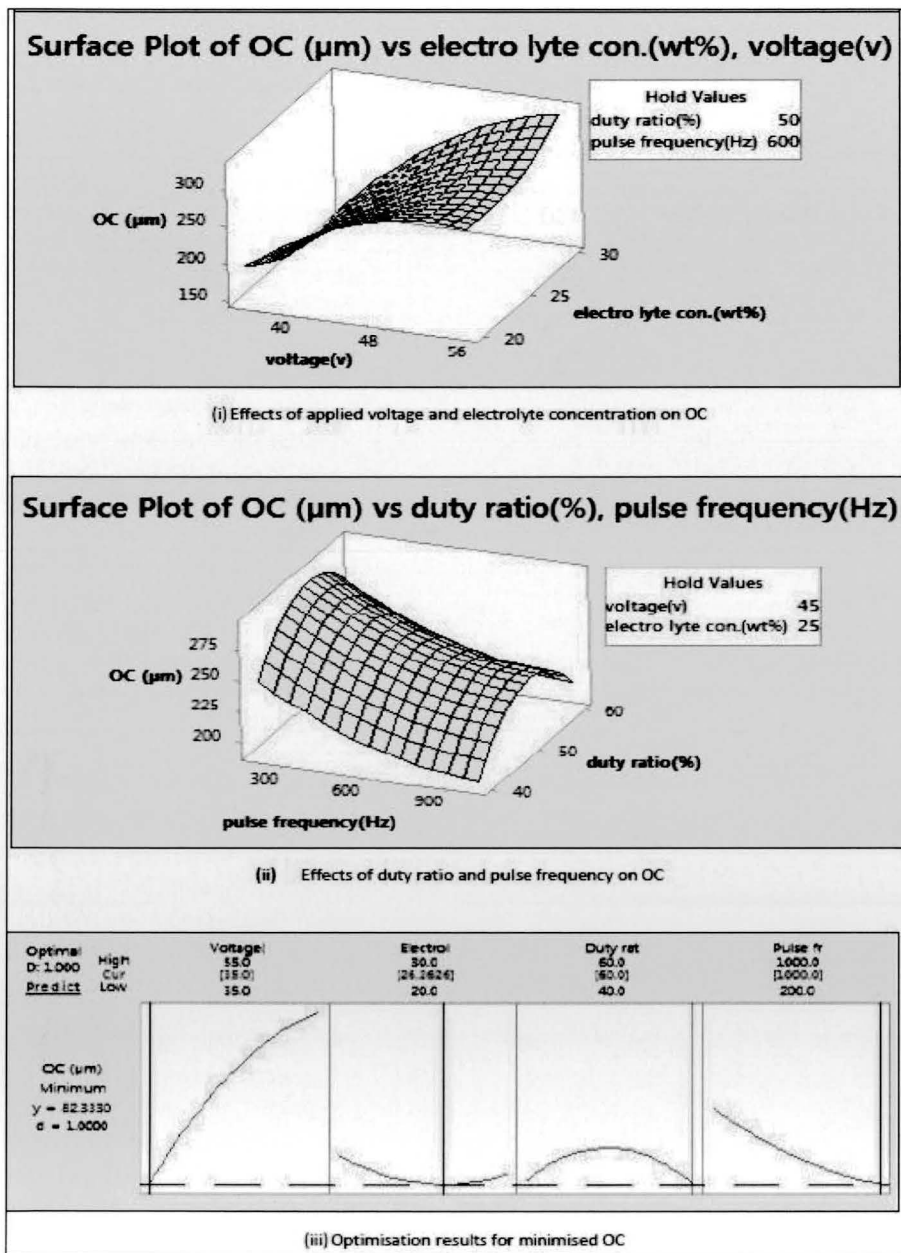 Surface Plot of OC (µm) vs electro lyte con.(wt%), voltage(v)
Hold Values
duty ratio(%) 50
pulse frequency(Hz) 600
300
250
200
150
OC (µm)
40
48
56
voltage(v)
20
25
30
electro lyte con.(wt%)
(i) Effects of applied voltage and electrolyte concentration on OC
Surface Plot of OC (µm) vs duty ratio(%), pulse frequency(Hz)
Hold Values
voltage(v) 45
electro lyte con.(wt%) 25
275
250
225
200
OC (µm)
300
600
900
pulse frequency(Hz)
40
50
60
duty ratio(%)
(ii) Effects of duty ratio and pulse frequency on OC
Optimal
D: 1.000
Predict
High
Cur
Low
Voltagel
55.0
[35.0]
35.0
Electrol
30.0
[26.2626]
20.0
Duty rat
60.0
[60.0]
40.0
Pulse fr
1000.0
[1000.0]
200.0
OC (µm)
Minimum
y = 82.3330
d = 1.0000
(iii) Optimisation results for minimised OC